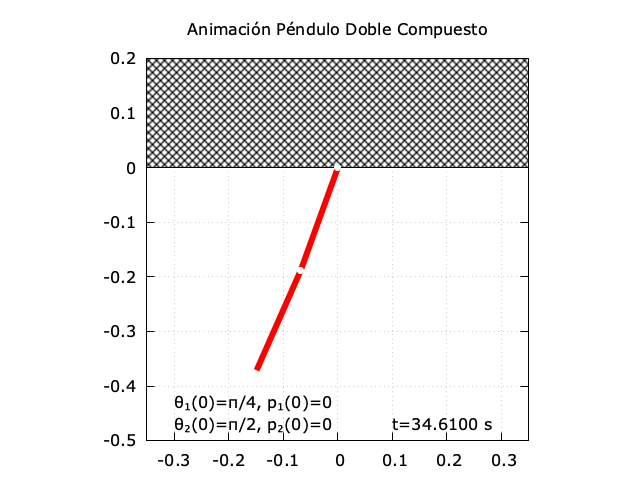 Animación Péndulo Doble Compuesto
0.2
0.1
0
-0.1
-0.2
-0.3
-0.4
-0.5
θ₁(0)=π/4, p₁(0)=0
θ₂(0)=π/2, p₂(0)=0
t=34.6100 s
-0.3 -0.2 -0.1 0 0.1 0.2 0.3